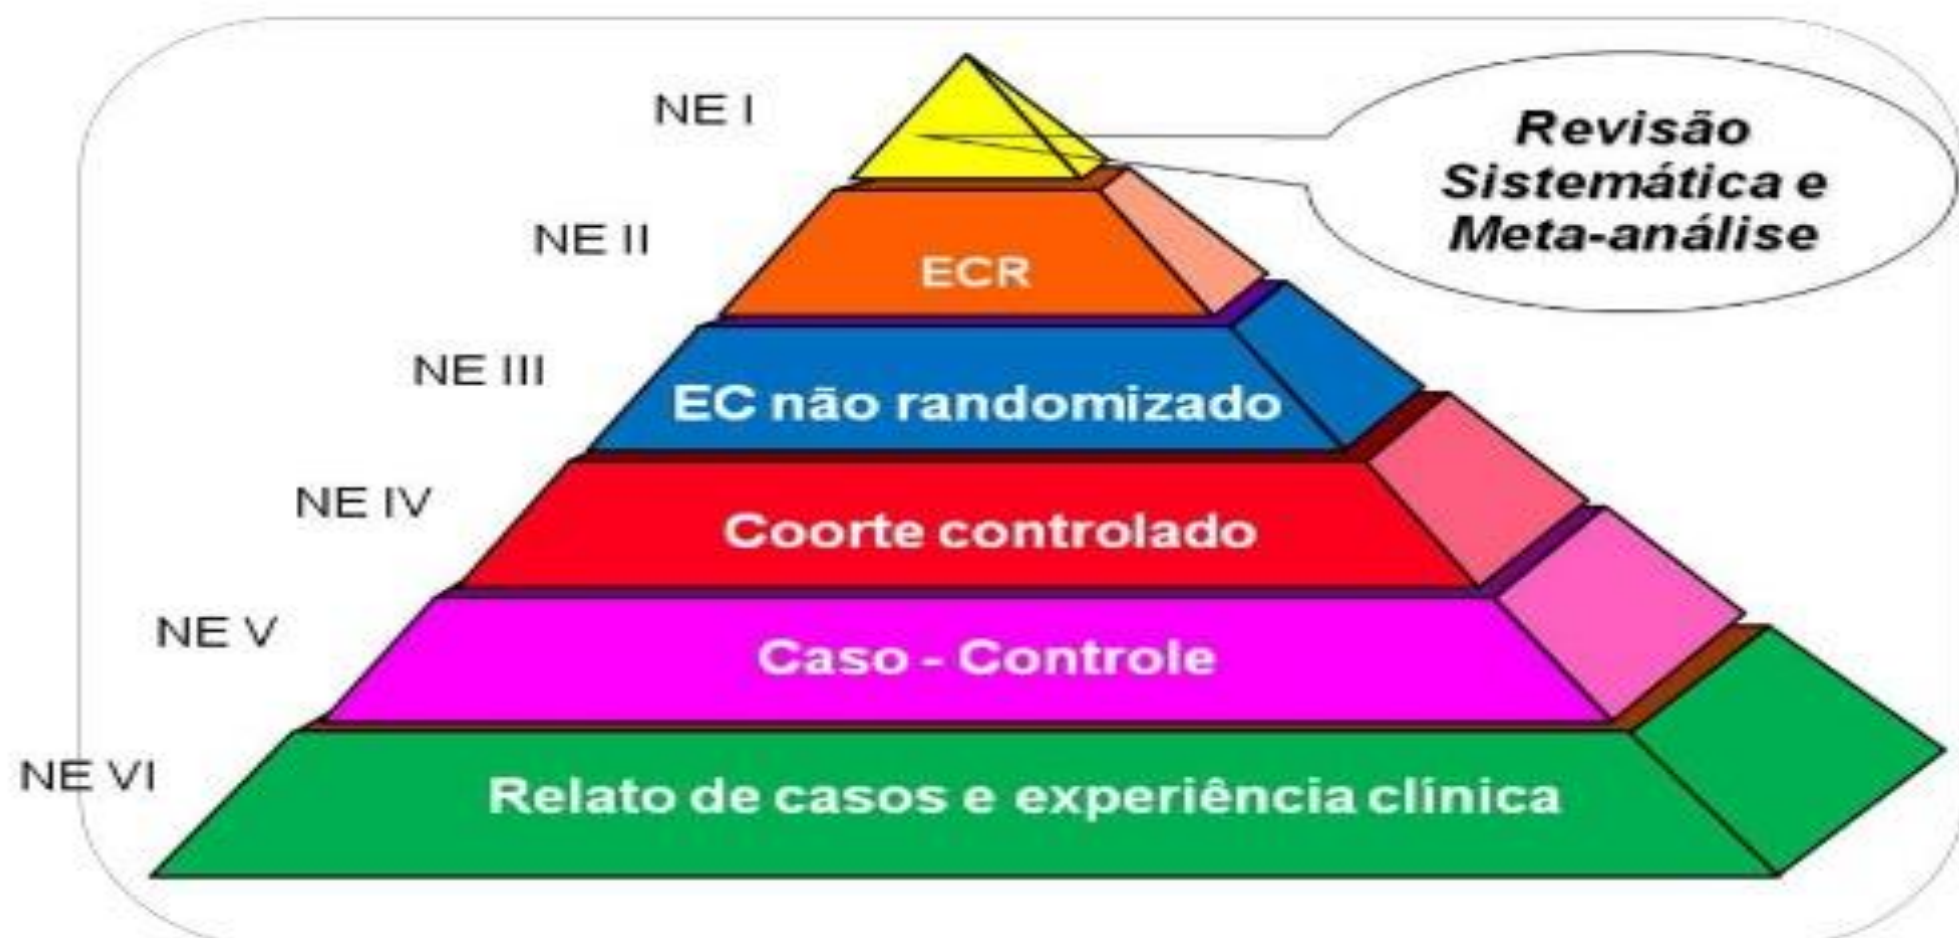 NE I
Revisão
Sistemática e
Meta-análise
NE II
ECR
NE III
EC não randomizado
NE IV
Coorte controlado
NE V
Caso - Controle
NE VI
Relato de casos e experiência clínica